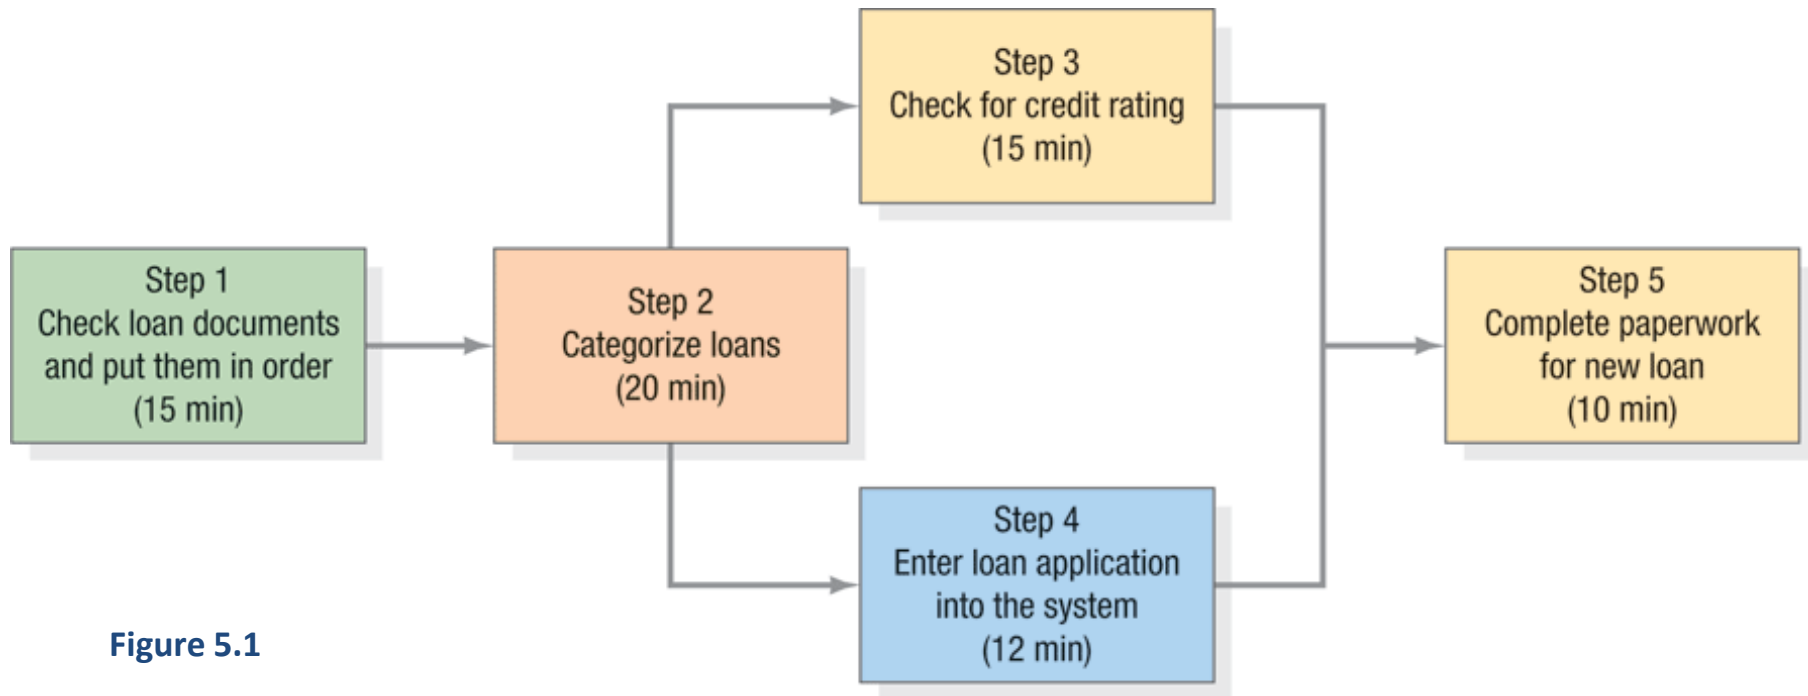 Step 1
Check loan documents
and put them in order
(15 min)
Step 2
Categorize loans
(20 min)
Step 3
Check for credit rating
(15 min)
Step 4
Enter loan application
into the system
(12 min)
Step 5
Complete paperwork
for new loan
(10 min)
Figure 5.1